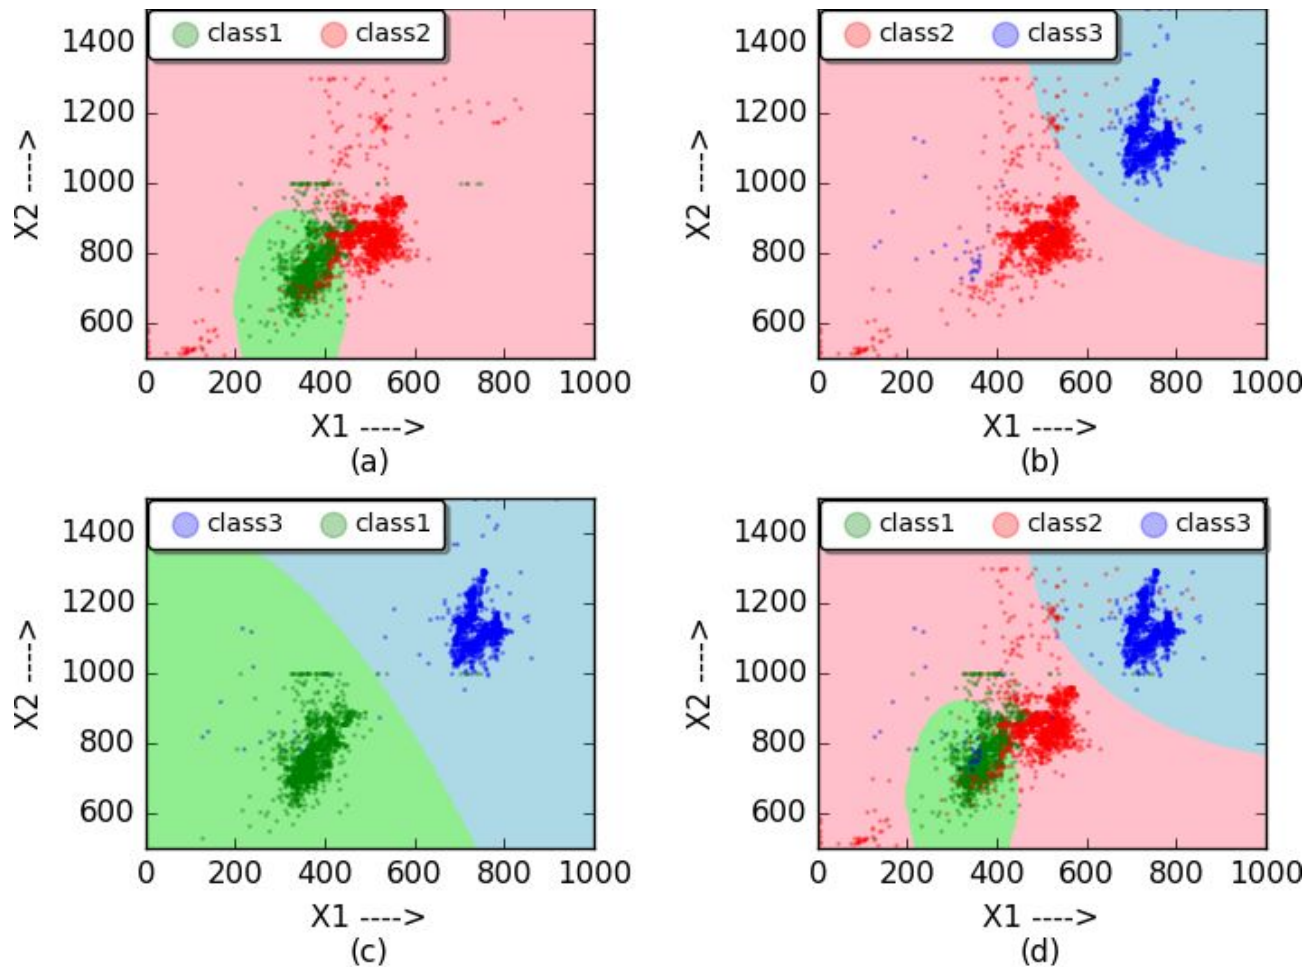 class1 class2
1400
1200
1000
800
600
X2 ---->
0 200 400 600 800 1000
X1 ---->
(a)
class2 class3
1400
1200
1000
800
600
X2 ---->
0 200 400 600 800 1000
X1 ---->
(b)
class3 class1
1400
1200
1000
800
600
X2 ---->
0 200 400 600 800 1000
X1 ---->
(c)
class1 class2 class3
1400
1200
1000
800
600
X2 ---->
0 200 400 600 800 1000
X1 ---->
(d)